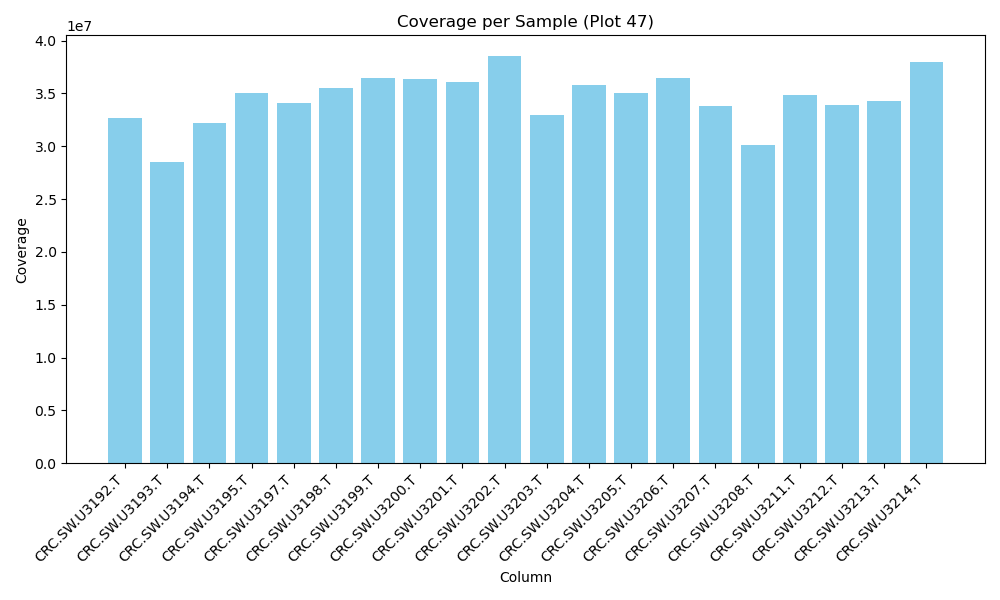 Coverage per Sample (Plot 47)
1e7
4.0
3.5
3.0
2.5
2.0
1.5
1.0
0.5
0.0
Coverage
CRC.SW.U3192.T
CRC.SW.U3193.T
CRC.SW.U3194.T
CRC.SW.U3195.T
CRC.SW.U3197.T
CRC.SW.U3198.T
CRC.SW.U3199.T
CRC.SW.U3200.T
CRC.SW.U3201.T
CRC.SW.U3202.T
CRC.SW.U3203.T
CRC.SW.U3204.T
CRC.SW.U3205.T
CRC.SW.U3206.T
CRC.SW.U3207.T
CRC.SW.U3208.T
CRC.SW.U3211.T
CRC.SW.U3212.T
CRC.SW.U3213.T
CRC.SW.U3214.T
Column